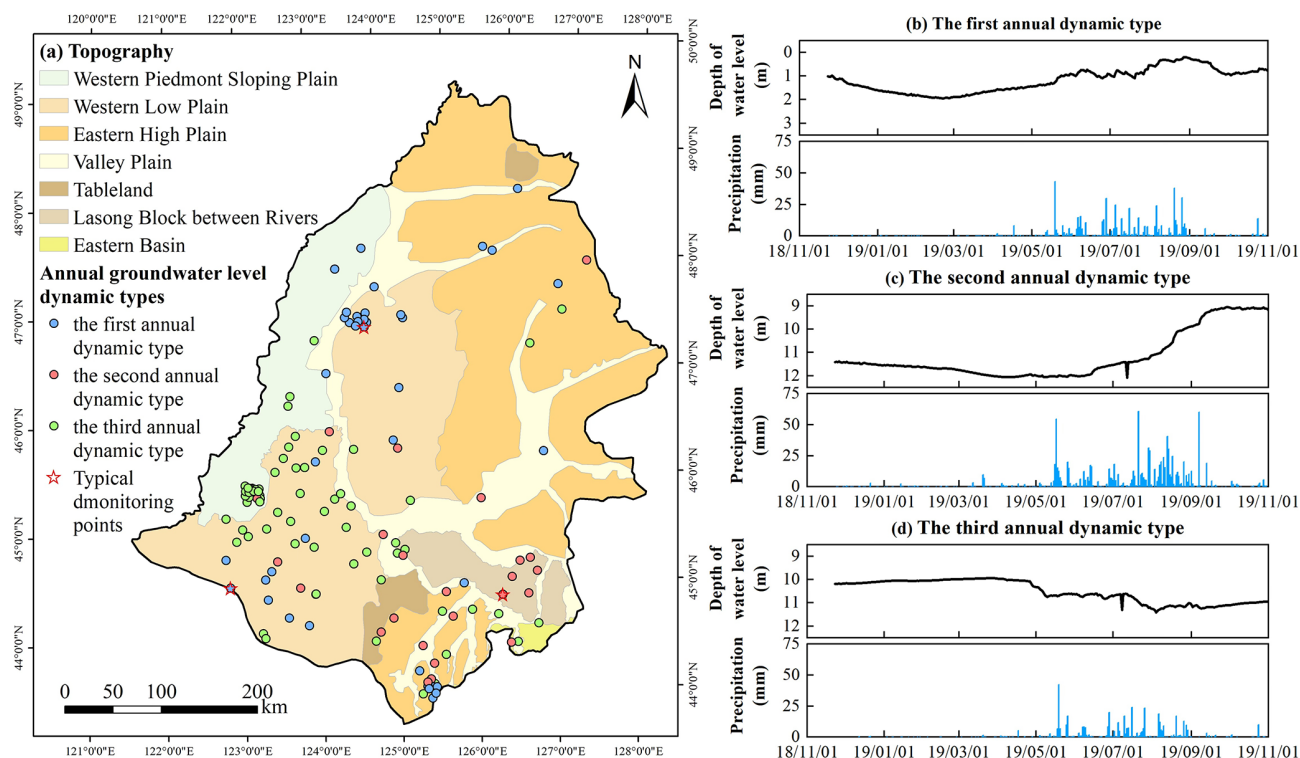 120°0'0"E 121°0'0"E 122°0'0"E 123°0'0"E 124°0'0"E 125°0'0"E 126°0'0"E 127°0'0"E 128°0'0"E
(a) Topography
Western Piedmont Sloping Plain
Western Low Plain
Eastern High Plain
Valley Plain
Tableland
Lasong Block between Rivers
Eastern Basin
Annual groundwater level
dynamic types
the first annual
dynamic type
the second annual
dynamic type
the third annual
dynamic type
Typical
dmonitoring
points
N
49°0'0"N
48°0'0"N
47°0'0"N
46°0'0"N
45°0'0"N
44°0'0"N
50°0'0"N
49°0'0"N
48°0'0"N
47°0'0"N
46°0'0"N
45°0'0"N
44°0'0"N
0 50 100 200
km
121°0'0"E 122°0'0"E 123°0'0"E 124°0'0"E 125°0'0"E 126°0'0"E 127°0'0"E 128°0'0"E
(b) The first annual dynamic type
Depth of
water level
(m)
0
1
2
3
Precipitation
(mm)
75
50
25
0
18/11/01 19/01/01 19/03/01 19/05/01 19/07/01 19/09/01 19/11/01
(c) The second annual dynamic type
Depth of
water level
(m)
9
10
11
12
Precipitation
(mm)
75
50
25
0
18/11/01 19/01/01 19/03/01 19/05/01 19/07/01 19/09/01 19/11/01
(d) The third annual dynamic type
Depth of
water level
(m)
9
10
11
12
Precipitation
(mm)
75
50
25
0
18/11/01 19/01/01 19/03/01 19/05/01 19/07/01 19/09/01 19/11/01